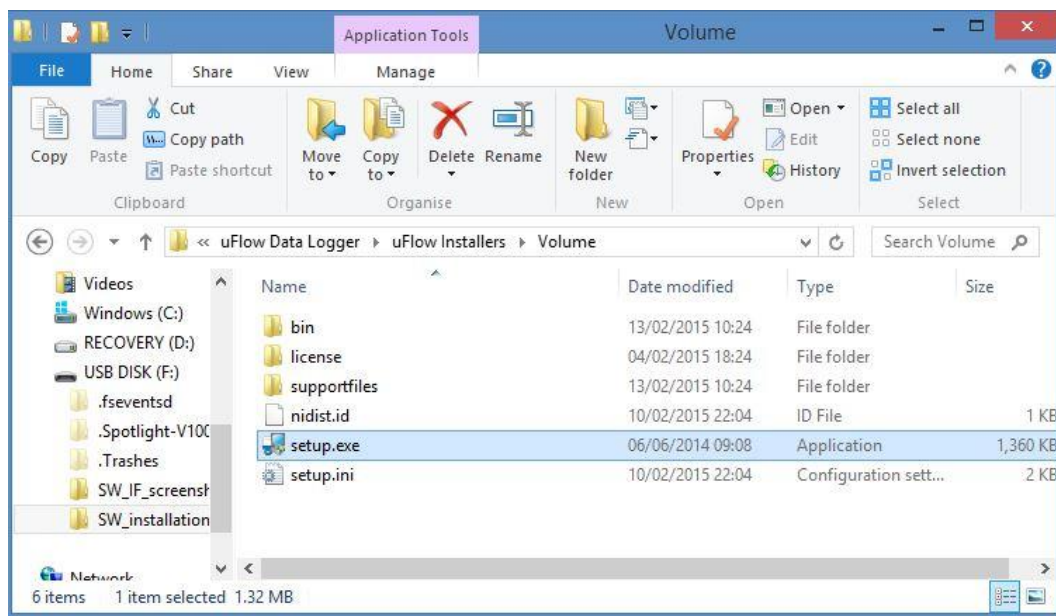 Application Tools
Volume
File Home Share View Manage
Copy
Paste
Cut
Copy path
Paste shortcut
Clipboard
Move to
Copy to
Delete
Rename
Organise
New folder
New
Properties
Open
Edit
History
Open
Select all
Select none
Invert selection
Select
« uFlow Data Logger uFlow Installers Volume
Search Volume
Videos
Windows (C:)
RECOVERY (D:)
USB DISK (F:)
.fseventsd
.Spotlight-V100
.Trashes
SW_IF_screensh
SW_installation
Network
Name Date modified Type Size
bin 13/02/2015 10:24 File folder
license 04/02/2015 18:24 File folder
supportfiles 13/02/2015 10:24 File folder
nidist.id 10/02/2015 22:04 ID File 1 KB
setup.exe 06/06/2014 09:08 Application 1,360 KB
setup.ini 10/02/2015 22:04 Configuration sett... 2 KB
6 items 1 item selected 1.32 MB